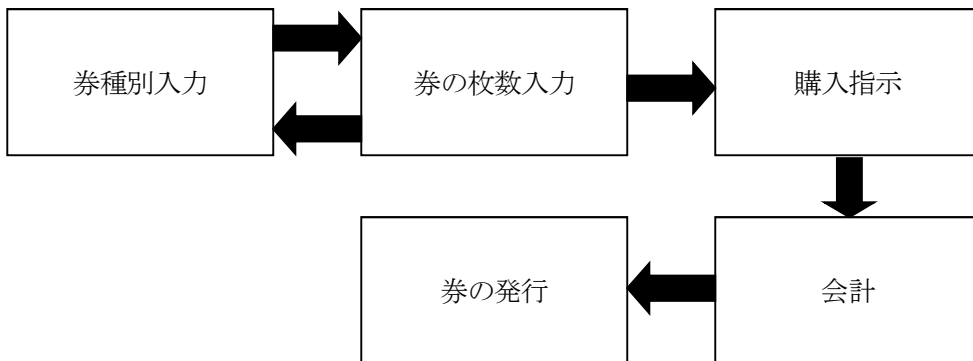 券種別入力
券の枚数入力
購入指示
券の発行
会計